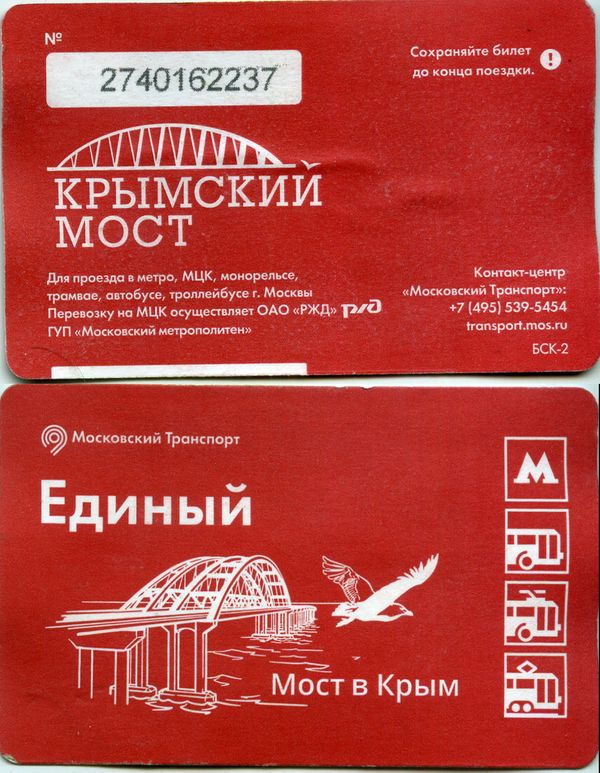 №
2740162237
Сохраняйте билет
до конца поездки.
КРЫМСКИЙ
МОСТ
Для проезда в метро, МЦК, монорельсе,
трамвае, автобусе, троллейбусе г. Москвы
Перевозку на МЦК осуществляет ОАО «РЖД» ржд
ГУП «Московский метрополитен»
Контакт-центр
«Московский Транспорт»:
+7 (495) 539-5454
transport.mos.ru
БСК-2
Московский Транспорт
Единый
Мост в Крым
М